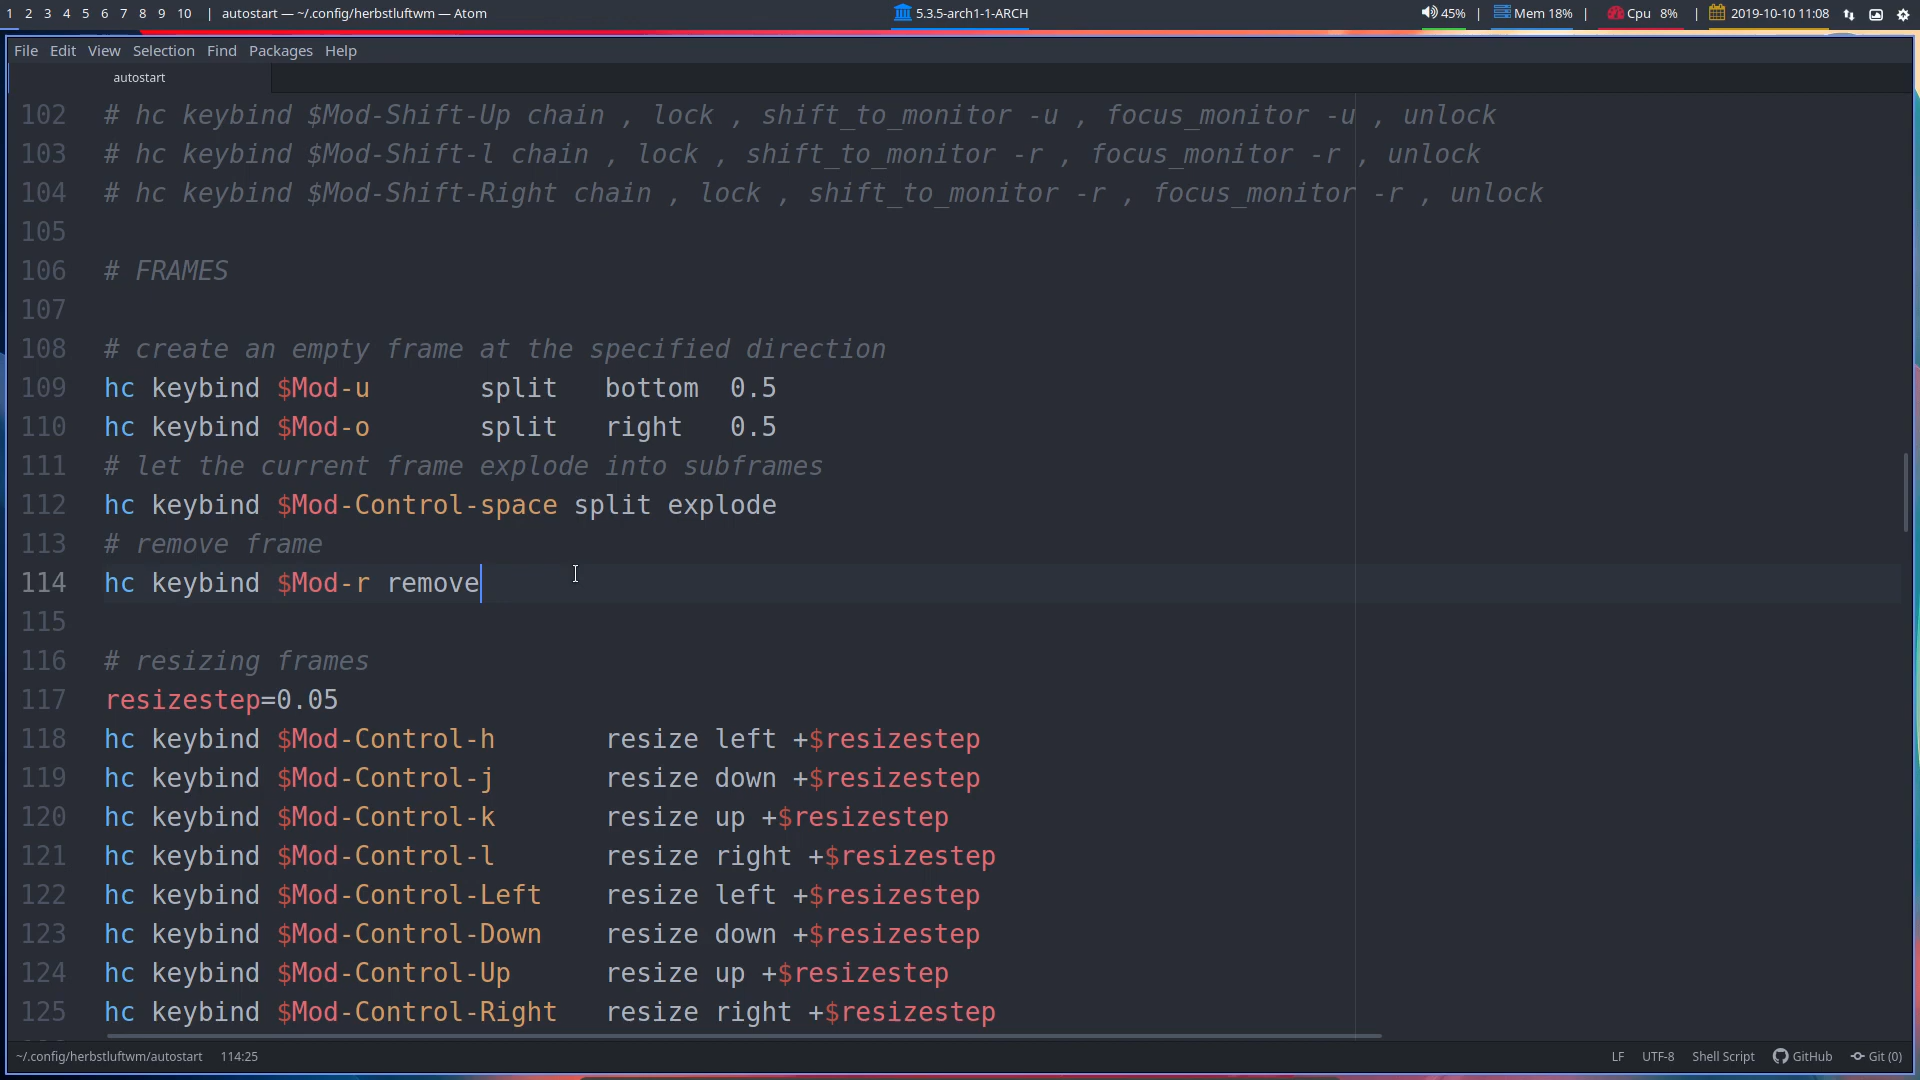 1 2 3 4 5 6 7 8 9 10 | autostart — ~/.config/herbstluftwm — Atom 5.3.5-arch1-1-ARCH 45% | Mem 18% | Cpu 8% | 2019-10-10 11:08
File Edit View Selection Find Packages Help
autostart
102 # hc keybind $Mod-Shift-Up chain , lock , shift_to_monitor -u , focus_monitor -u , unlock
103 # hc keybind $Mod-Shift-l chain , lock , shift_to_monitor -r , focus_monitor -r , unlock
104 # hc keybind $Mod-Shift-Right chain , lock , shift_to_monitor -r , focus_monitor -r , unlock
105
106 # FRAMES
107
108 # create an empty frame at the specified direction
109 hc keybind $Mod-u       split   bottom  0.5
110 hc keybind $Mod-o       split   right   0.5
111 # let the current frame explode into subframes
112 hc keybind $Mod-Control-space split explode
113 # remove frame
114 hc keybind $Mod-r remove
115
116 # resizing frames
117 resizestep=0.05
118 hc keybind $Mod-Control-h       resize left +$resizestep
119 hc keybind $Mod-Control-j       resize down +$resizestep
120 hc keybind $Mod-Control-k       resize up +$resizestep
121 hc keybind $Mod-Control-l       resize right +$resizestep
122 hc keybind $Mod-Control-Left    resize left +$resizestep
123 hc keybind $Mod-Control-Down    resize down +$resizestep
124 hc keybind $Mod-Control-Up      resize up +$resizestep
125 hc keybind $Mod-Control-Right   resize right +$resizestep
~/.config/herbstluftwm/autostart 114:25 LF UTF-8 Shell Script GitHub Git (0)